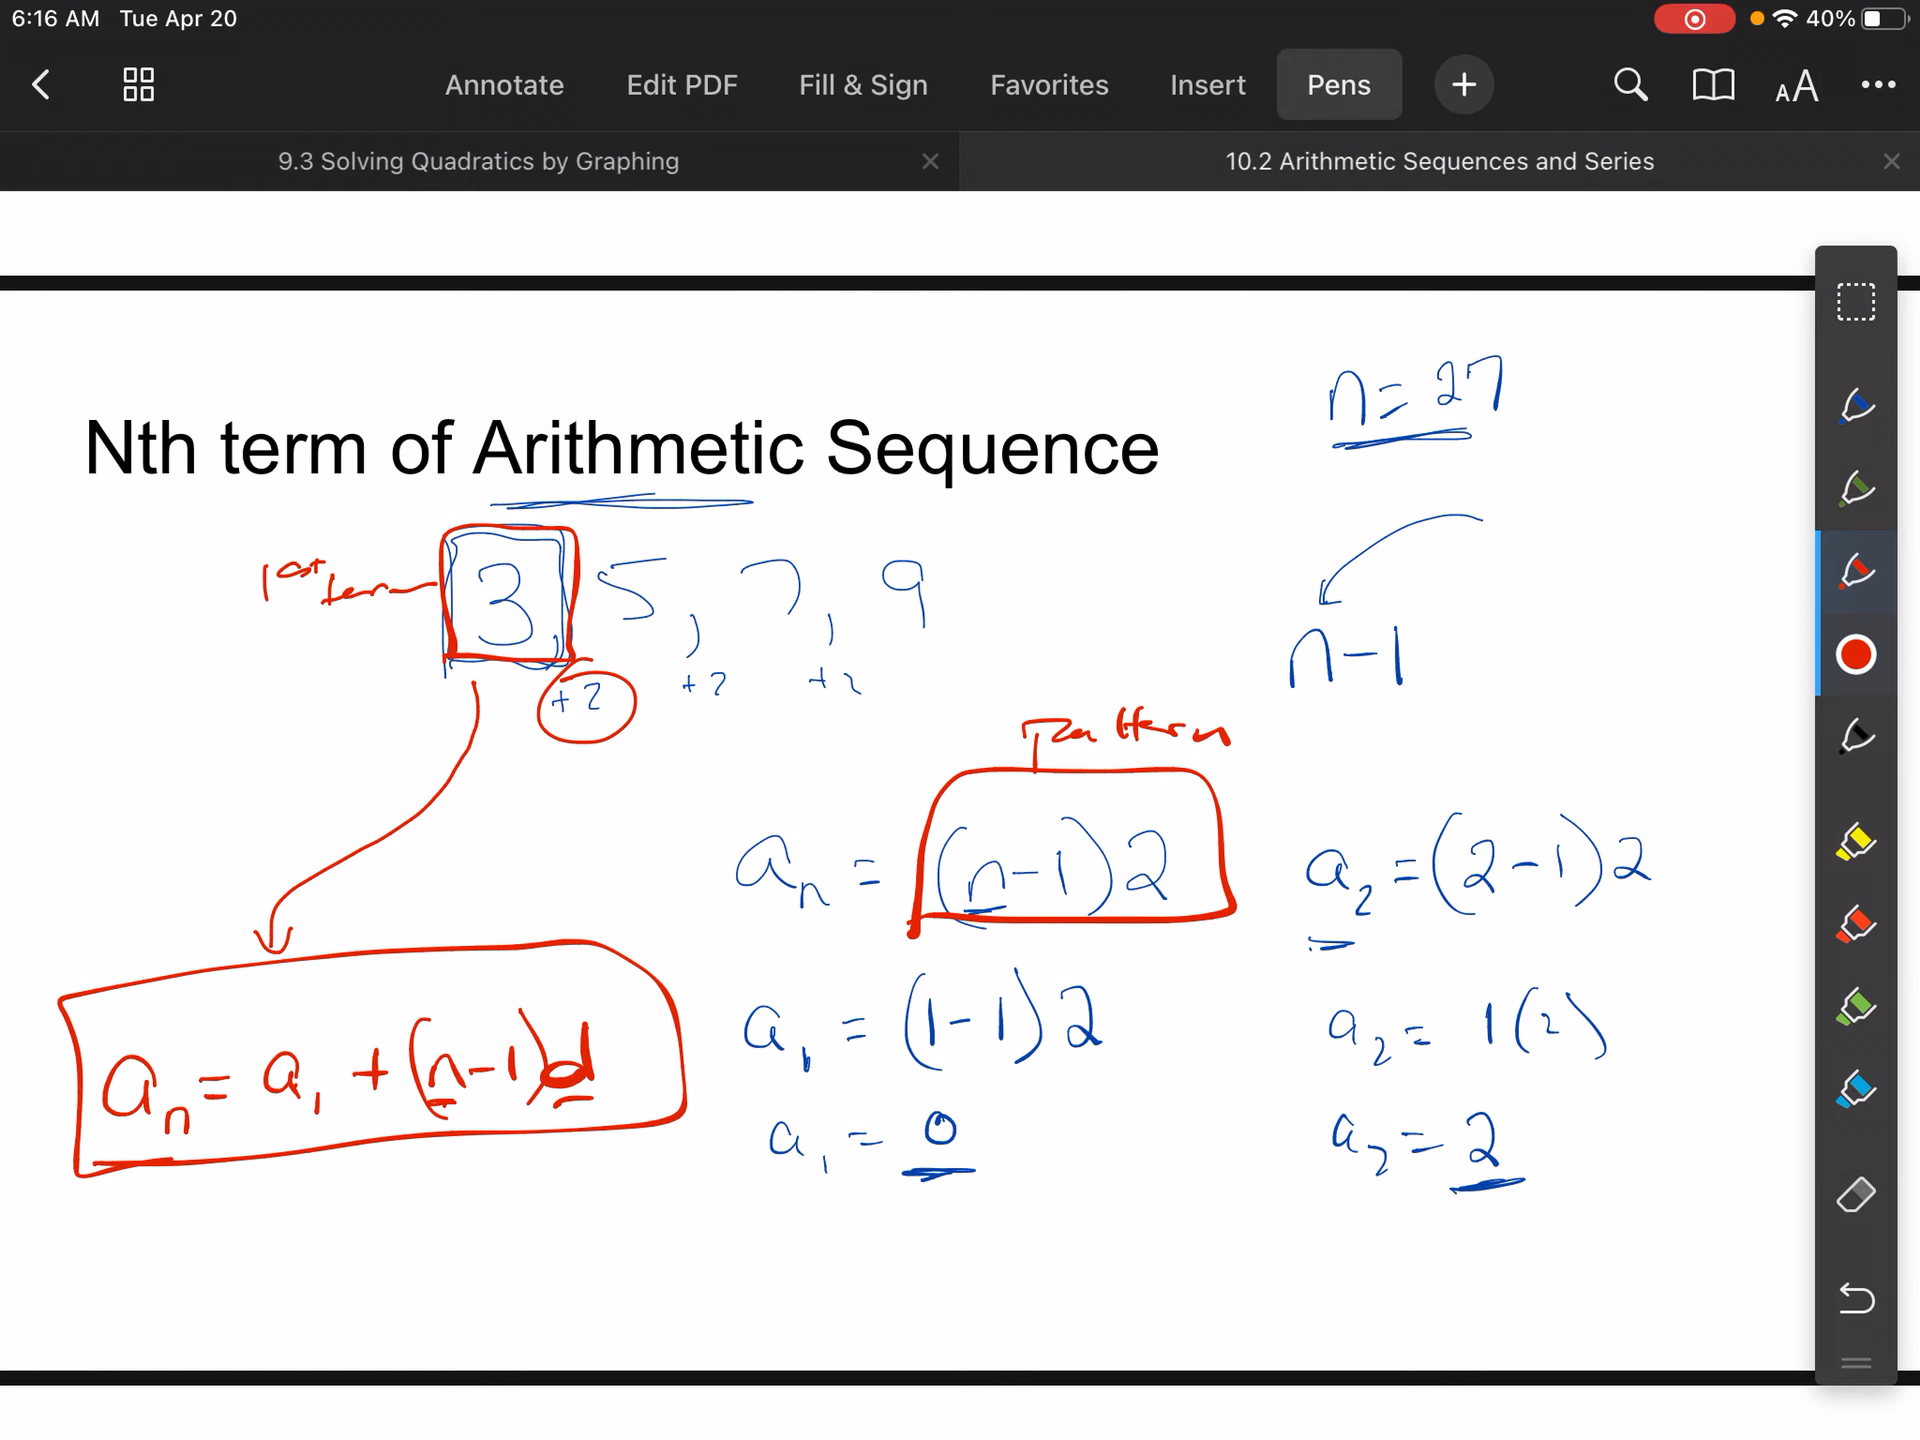 6:16 AM Tue Apr 20 40%
Annotate Edit PDF Fill & Sign Favorites Insert Pens + AA
9.3 Solving Quadratics by Graphing 10.2 Arithmetic Sequences and Series
n = 27
Nth term of Arithmetic Sequence
1st term 3, 5, 7, 9
+2 +2 +2
n-1
Pattern
aₙ = (n-1)2
a₂ = (2-1)2
a₁ = (1-1)2
a₂ = 1(2)
aₙ = a₁ + (n-1)d
a₁ = 0
a₂ = 2